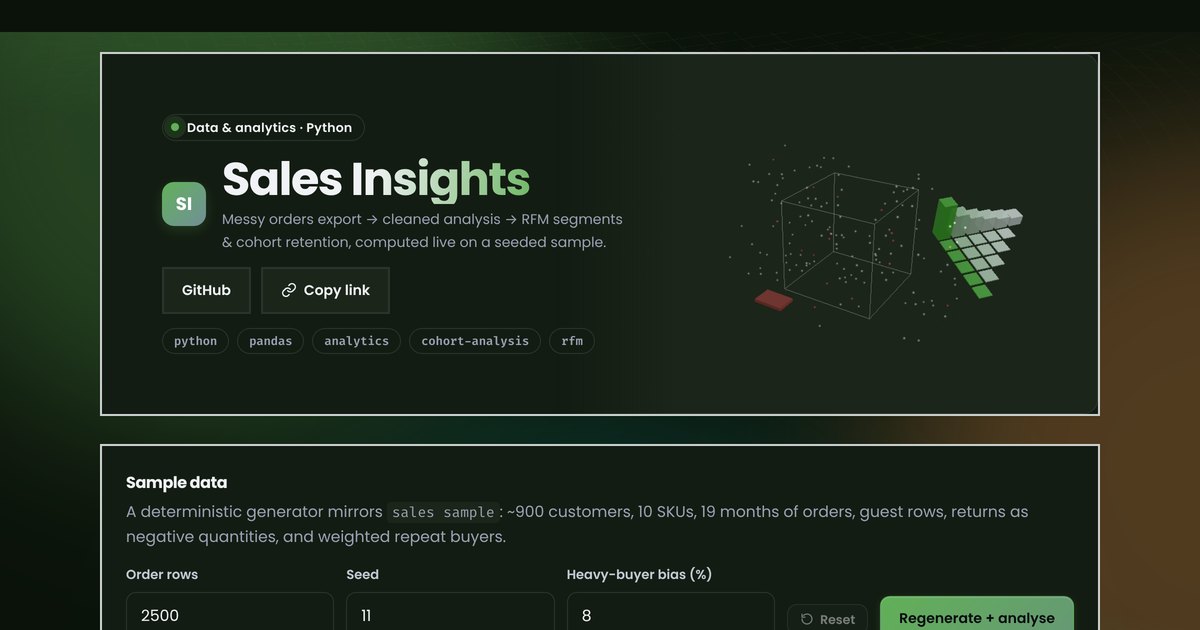 Data & analytics · Python
SI
Sales Insights
Messy orders export → cleaned analysis → RFM segments
& cohort retention, computed live on a seeded sample.
GitHub
Copy link
python
pandas
analytics
cohort-analysis
rfm
Sample data
A deterministic generator mirrors sales sample: ~900 customers, 10 SKUs, 19 months of orders, guest rows, returns as
negative quantities, and weighted repeat buyers.
Order rows
Seed
Heavy-buyer bias (%)
2500
11
8
Reset
Regenerate + analyse